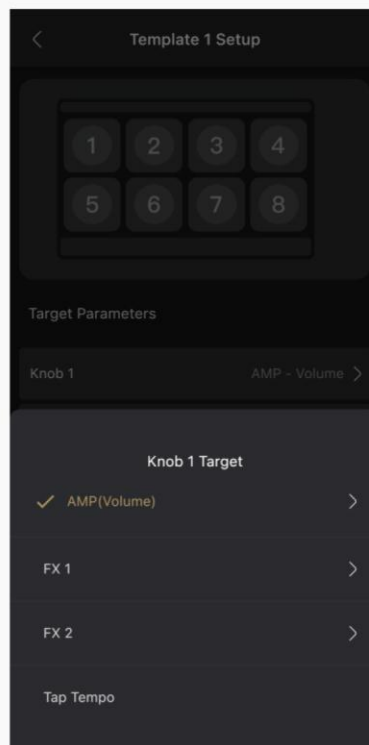 Template 1 Setup
1 2 3 4
5 6 7 8
Target Parameters
Knob 1 AMP - Volume
Knob 1 Target
AMP(Volume)
FX 1
FX 2
Tap Tempo